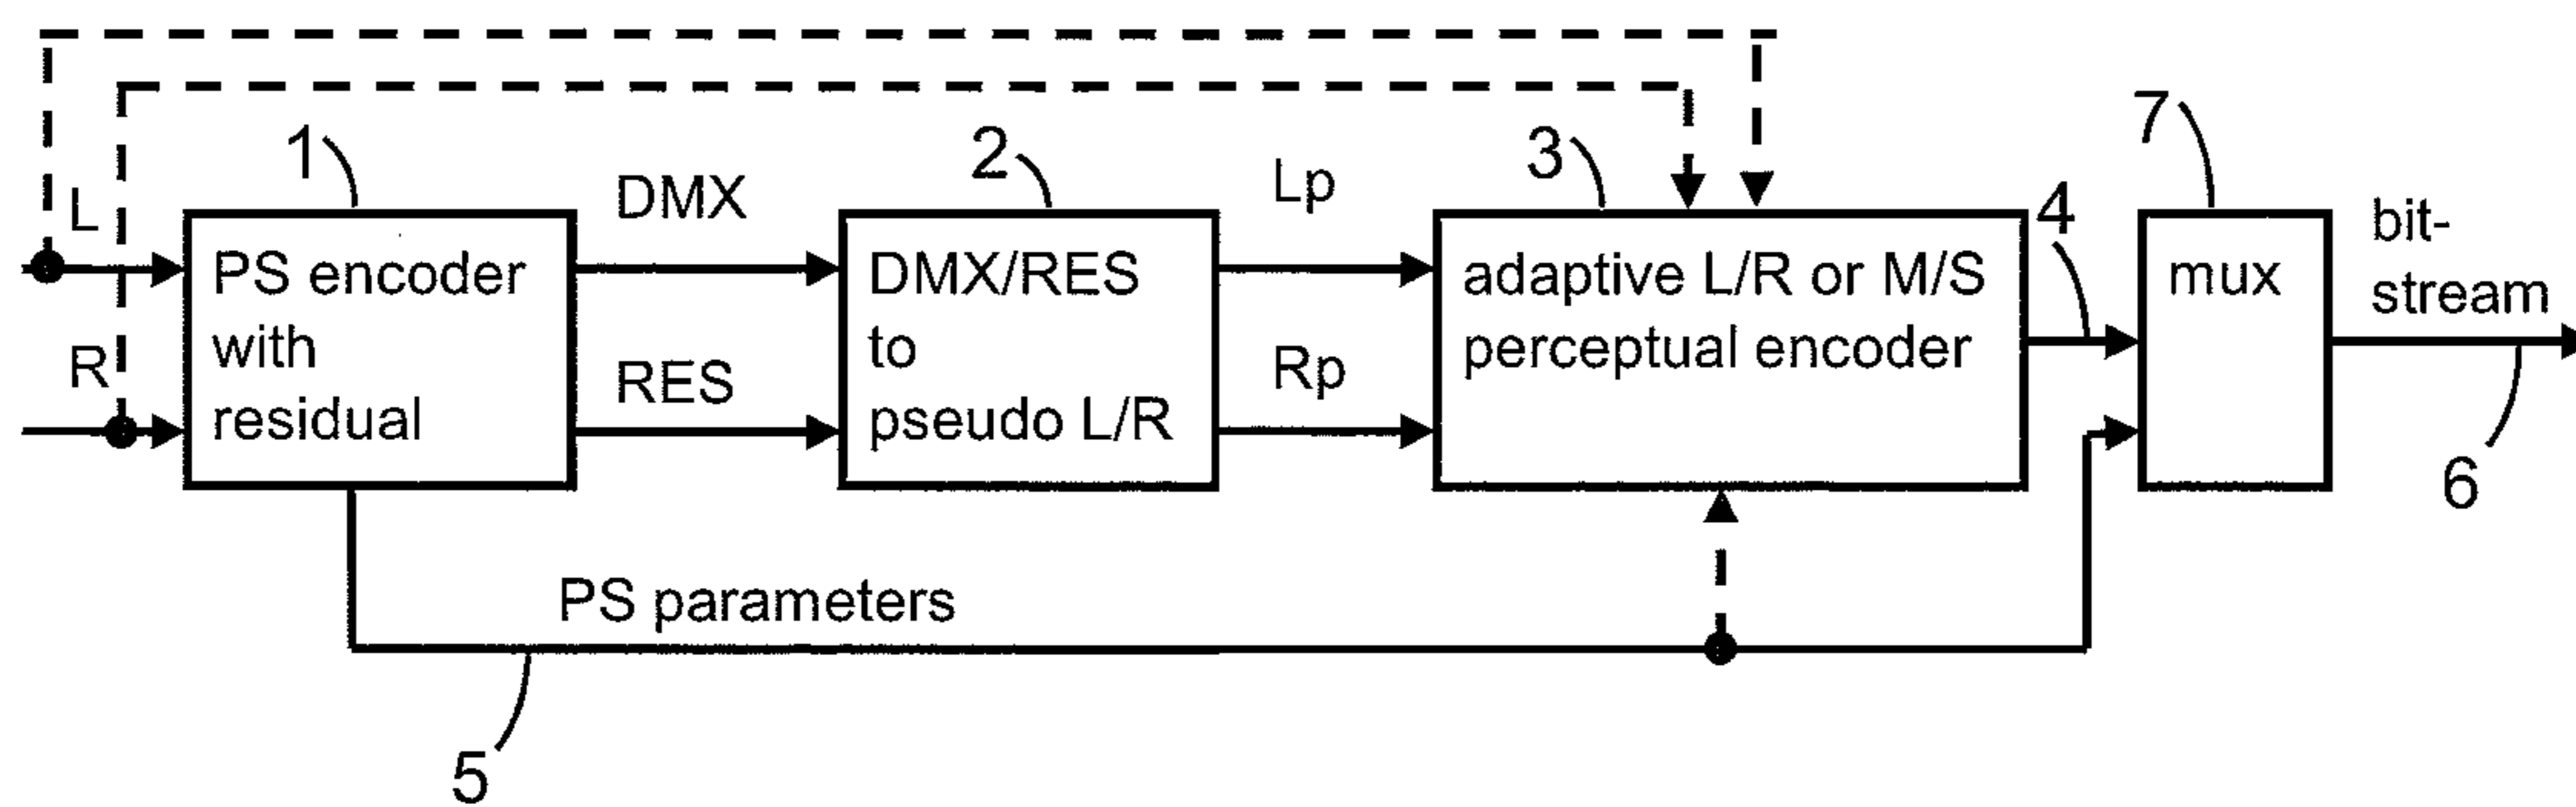 1
2
3
4
7
L
R
DMX
RES
Lp
Rp
PS encoder
with
residual
DMX/RES
to
pseudo L/R
adaptive L/R or M/S
perceptual encoder
mux
bit-
stream
6
PS parameters
5